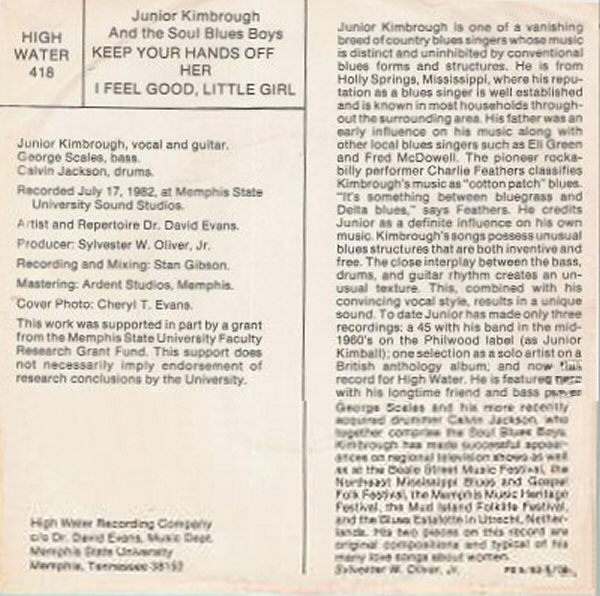 HIGH
WATER
418
Junior Kimbrough
And the Soul Blues Boys
KEEP YOUR HANDS OFF
HER
I FEEL GOOD, LITTLE GIRL
Junior Kimbrough, vocal and guitar.
George Scales, bass.
Calvin Jackson, drums.
Recorded July 17, 1982, at Memphis State
University Sound Studios.
Artist and Repertoire Dr. David Evans.
Producer: Sylvester W. Oliver, Jr.
Recording and Mixing: Stan Gibson.
Mastering: Ardent Studios, Memphis.
Cover Photo: Cheryl T. Evans.
This work was supported in part by a grant
from the Memphis State University Faculty
Research Grant Fund. This support does
not necessarily imply endorsement of
research conclusions by the University.
High Water Recording Company
c/o Dr. David Evans, Music Dept.
Memphis State University
Memphis, Tennessee 38152
Junior Kimbrough is one of a vanishing
breed of country blues singers whose music
is distinct and uninhibited by conventional
blues forms and structures. He is from
Holly Springs, Mississippi, where his repu-
tation as a blues singer is well established
and is known in most households through-
out the surrounding area. His father was an
early influence on his music along with
other local blues singers such as Eli Green
and Fred McDowell. The pioneer rocka-
billy performer Charlie Feathers classifies
Kimbrough's music as "cotton patch" blues.
"It's something between bluegrass and
Delta blues," says Feathers. He credits
Junior as a definite influence on his own
music. Kimbrough's songs possess unusual
blues structures that are both inventive and
free. The close interplay between the bass,
drums, and guitar rhythm creates an un-
usual texture. This, combined with his
convincing vocal style, results in a unique
sound. To date Junior has made only three
recordings: a 45 with his band in the mid-
1960's on the Philwood label (as Junior
Kimball); one selection as a solo artist on a
British anthology album; and now this
record for High Water. He is featured here
with his longtime friend and bass player
George Scales and his more recently
acquired drummer Calvin Jackson, who
together comprise the Soul Blues Boys.
Kimbrough has made successful appear-
ances on regional television shows as well
as at the Beale Street Music Festival, the
Northeast Mississippi Blues and Gospel
Folk Festival, the Memphis Music Heritage
Festival, the Mud Island Folklife Festival,
and the Blues Estafette in Utrecht, Nether-
lands. His two pieces on this record are
original compositions and typical of his
many love songs about women.
Sylvester W. Oliver, Jr.